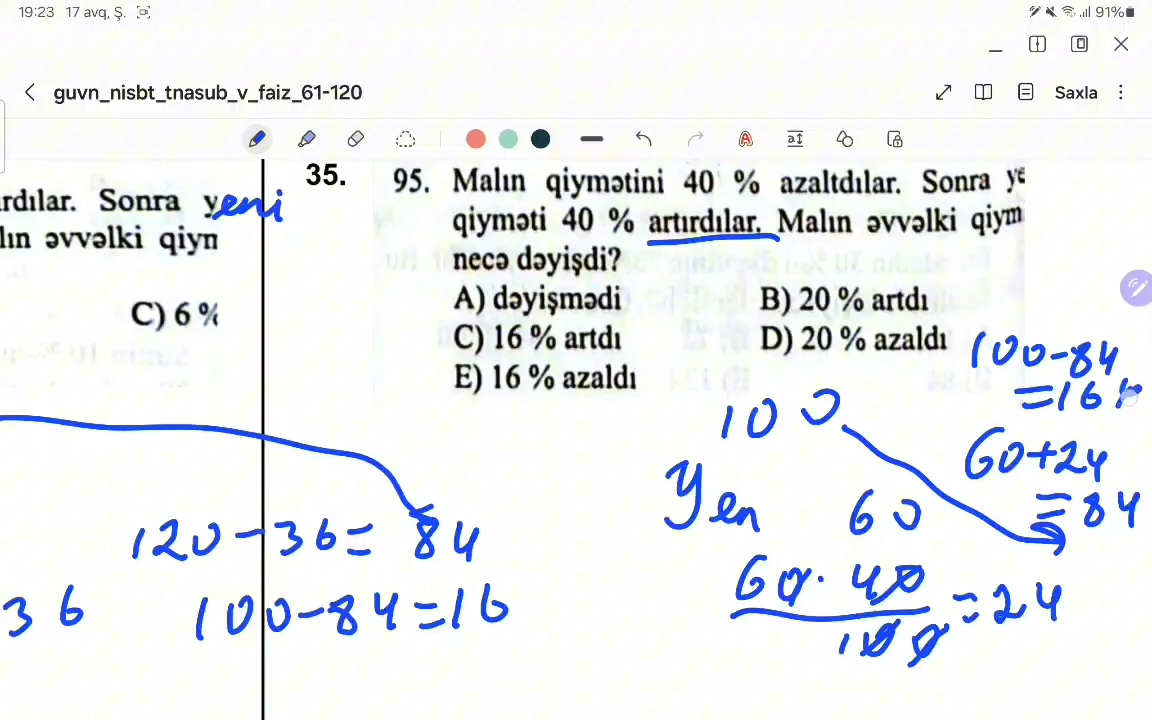 19:23 17 avq, Ş. 91%
guvn_nisbt_tnasub_v_faiz_61-120
Saxla
A
aI
rdılar. Sonra yeni
lın əvvəlki qiyn
C) 6 %
35.
95. Malın qiymətini 40 % azaltdılar. Sonra ye
qiyməti 40 % artırdılar. Malın əvvəlki qiym
necə dəyişdi?
A) dəyişmədi B) 20 % artdı
C) 16 % artdı D) 20 % azaldı
E) 16 % azaldı
100-84
=16
100
60+24
=84
Yen 60
60·40
100
=24
120-36= 84
36 100-84=16